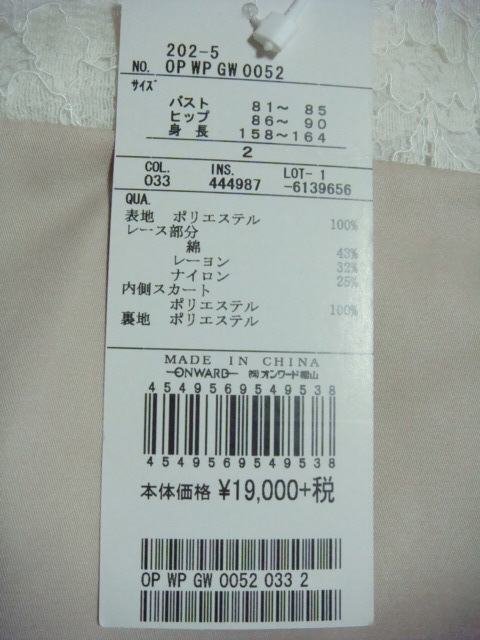 202-5
NO. OP WP GW 0052
サイズ
バスト 81～ 85
ヒップ 86～ 90
身長 158～164
2
COL. INS. LOT- 1
033 444987 -6139656
QUA.
表地 ポリエステル 100%
レース部分
綿 43%
レーヨン 32%
ナイロン 25%
内側スカート
ポリエステル 100%
裏地 ポリエステル
MADE IN CHINA
ONWARD ㈱オンワード樫山
4549569549538
4549569549538
本体価格 ¥19,000+税
OP WP GW 0052 033 2